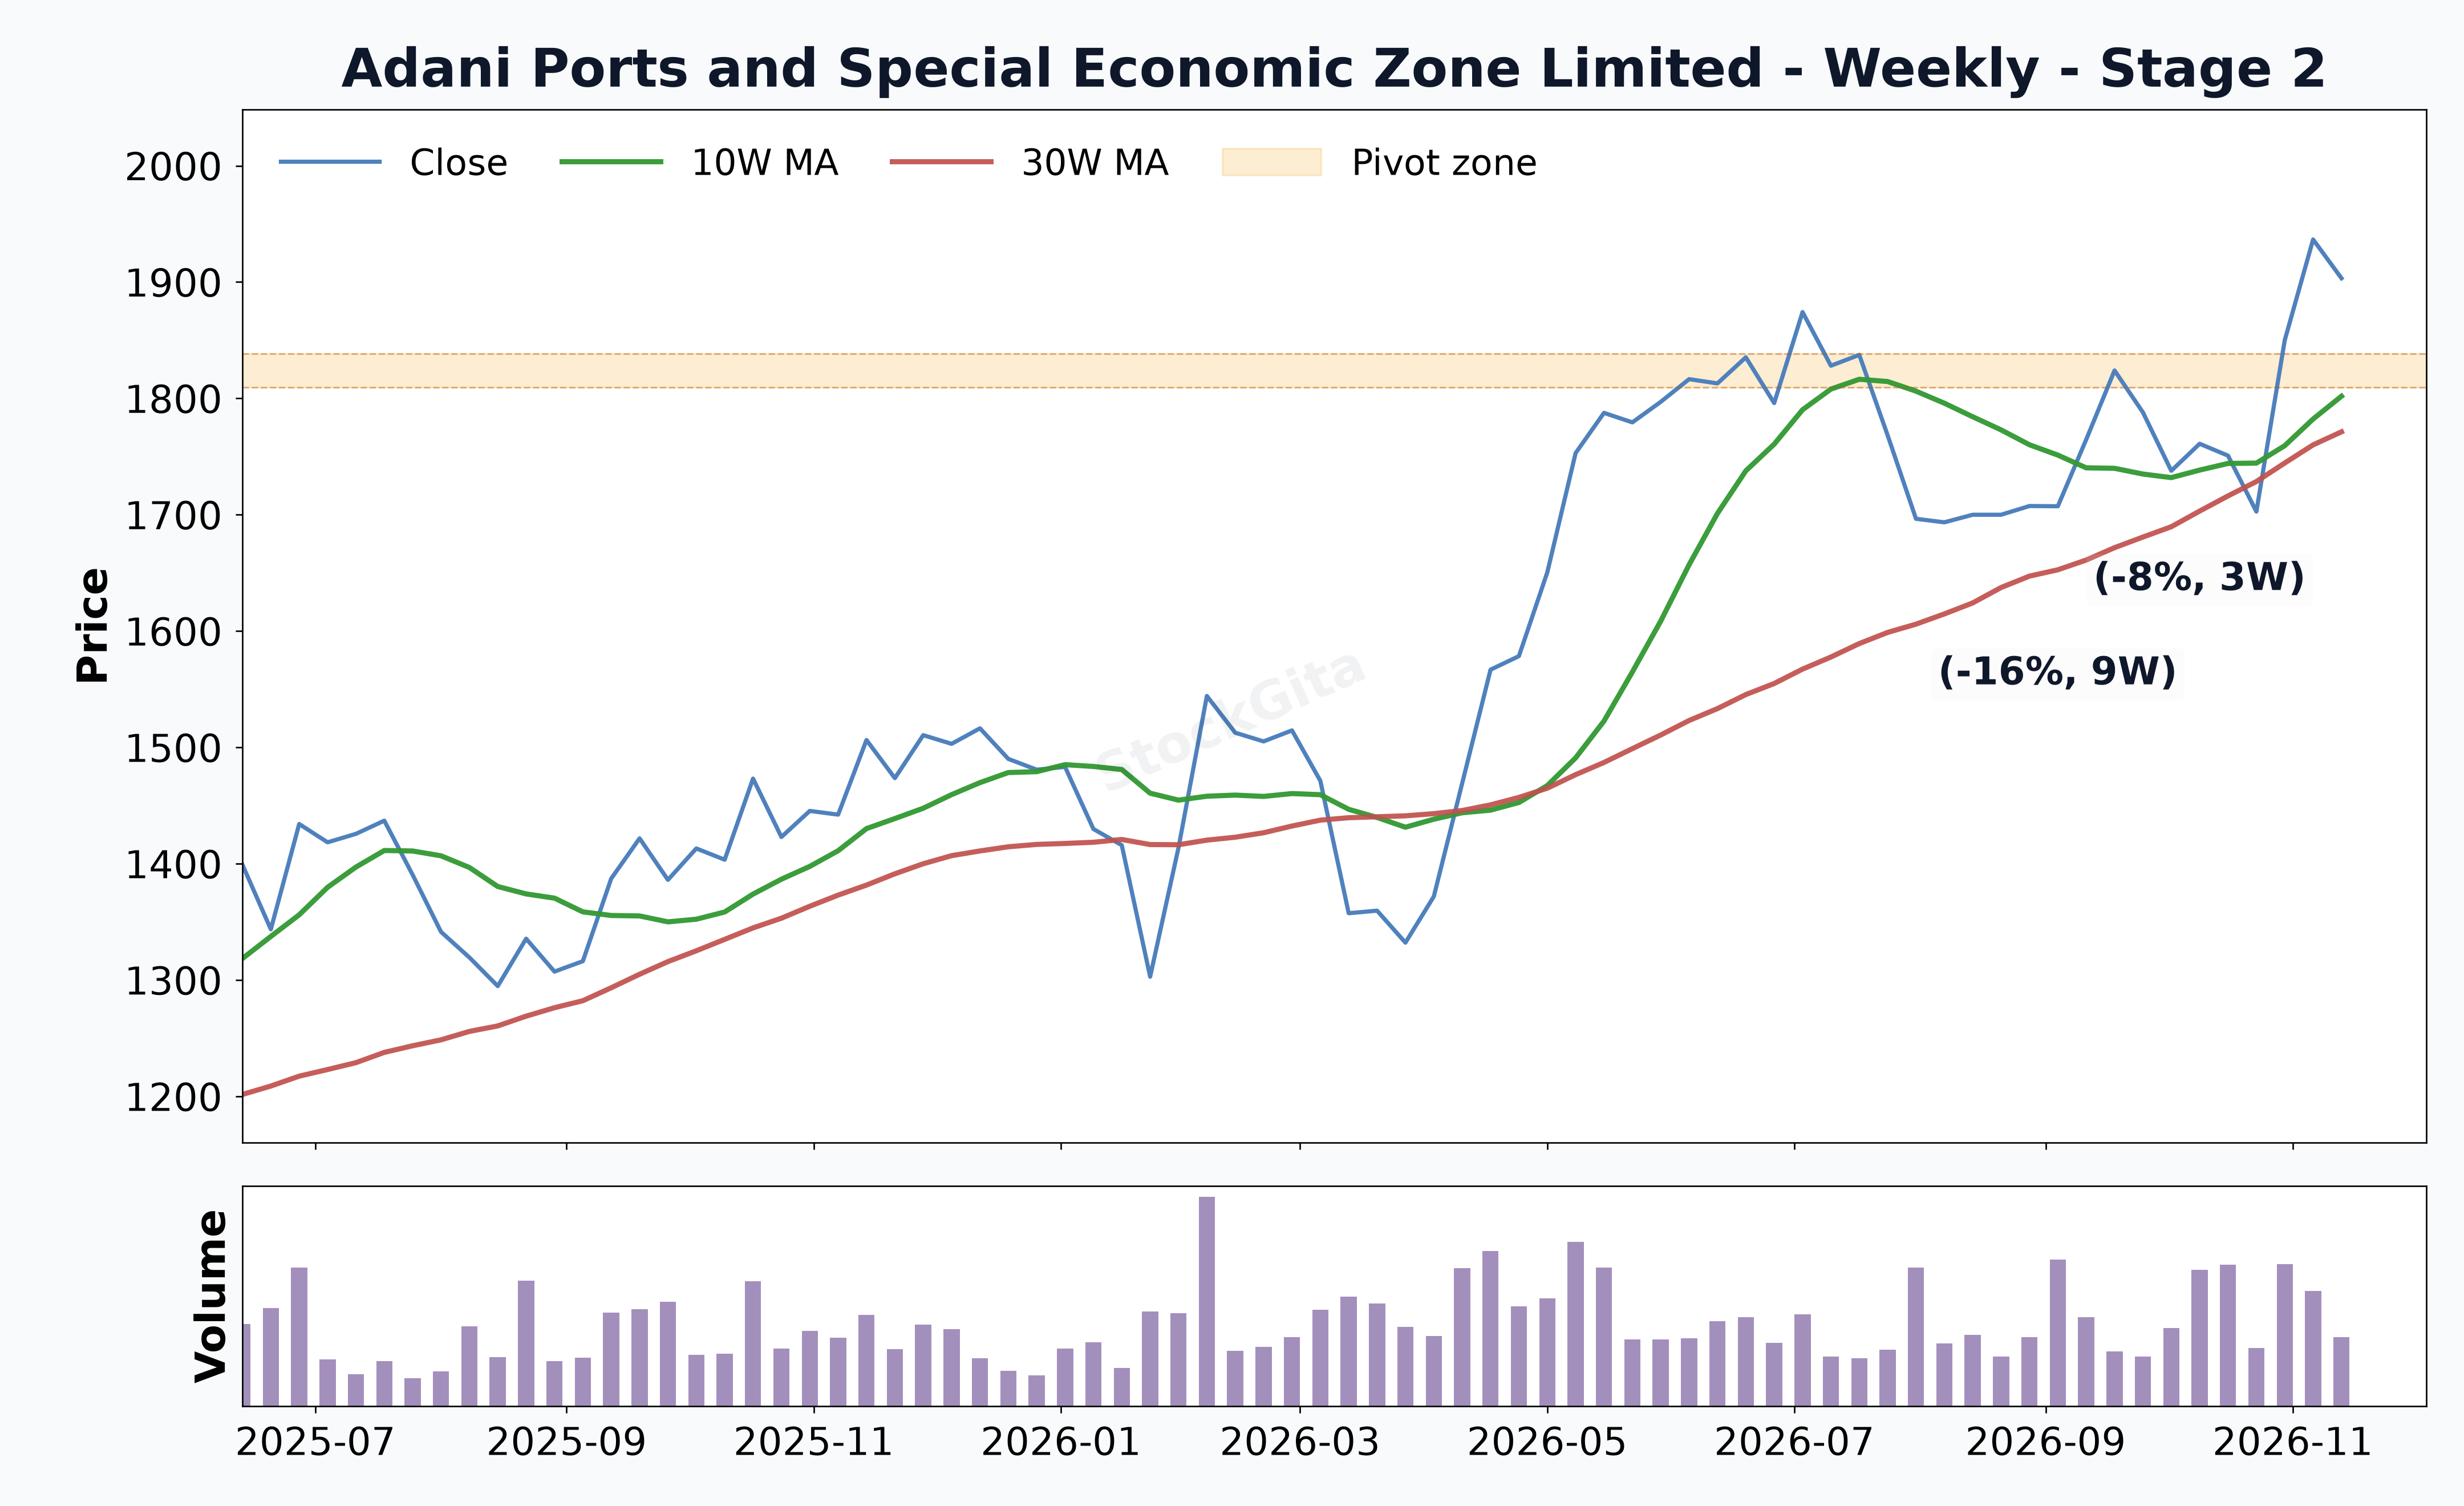 Adani Ports and Special Economic Zone Limited - Weekly - Stage 2
Close 10W MA 30W MA Pivot zone
2000
1900
1800
1700
1600
1500
1400
1300
1200
Price
(-8%, 3W)
(-16%, 9W)
StockGita
Volume
2025-07 2025-09 2025-11 2026-01 2026-03 2026-05 2026-07 2026-09 2026-11